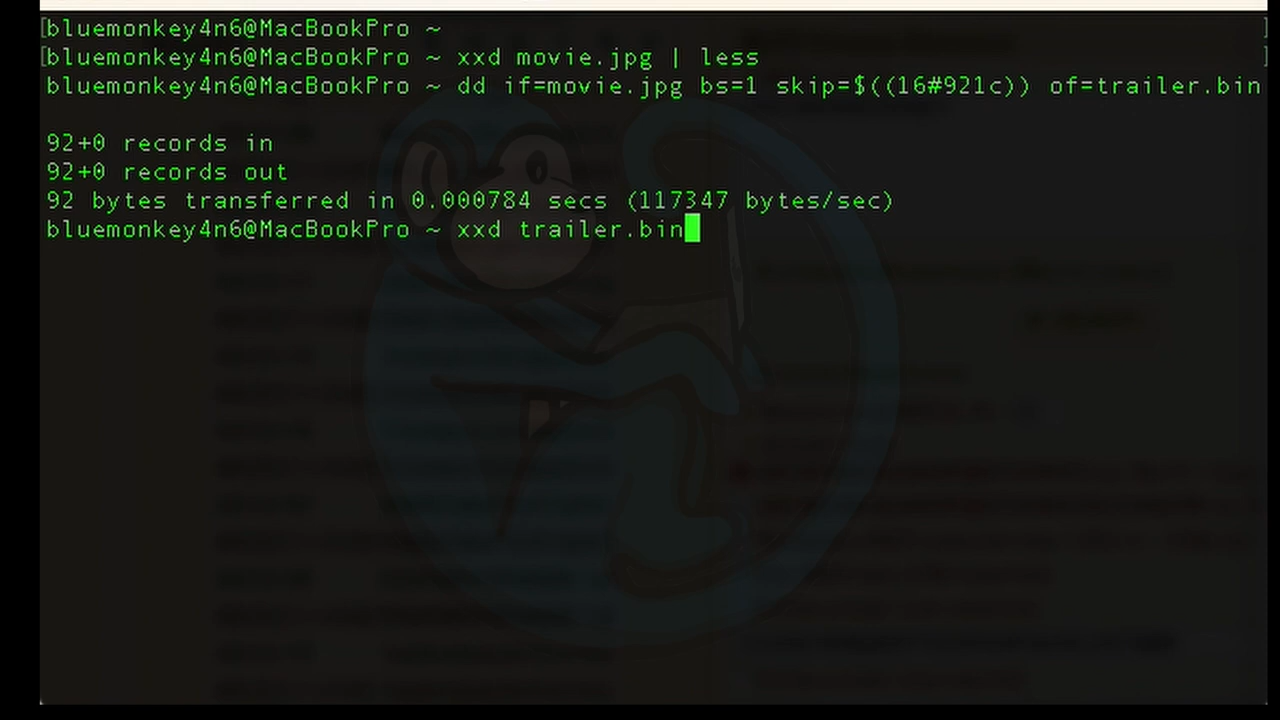 [bluemonkey4n6@MacBookPro ~ ]
[bluemonkey4n6@MacBookPro ~ xxd movie.jpg | less ]
bluemonkey4n6@MacBookPro ~ dd if=movie.jpg bs=1 skip=$((16#921c)) of=trailer.bin
92+0 records in
92+0 records out
92 bytes transferred in 0.000784 secs (117347 bytes/sec)
bluemonkey4n6@MacBookPro ~ xxd trailer.bin